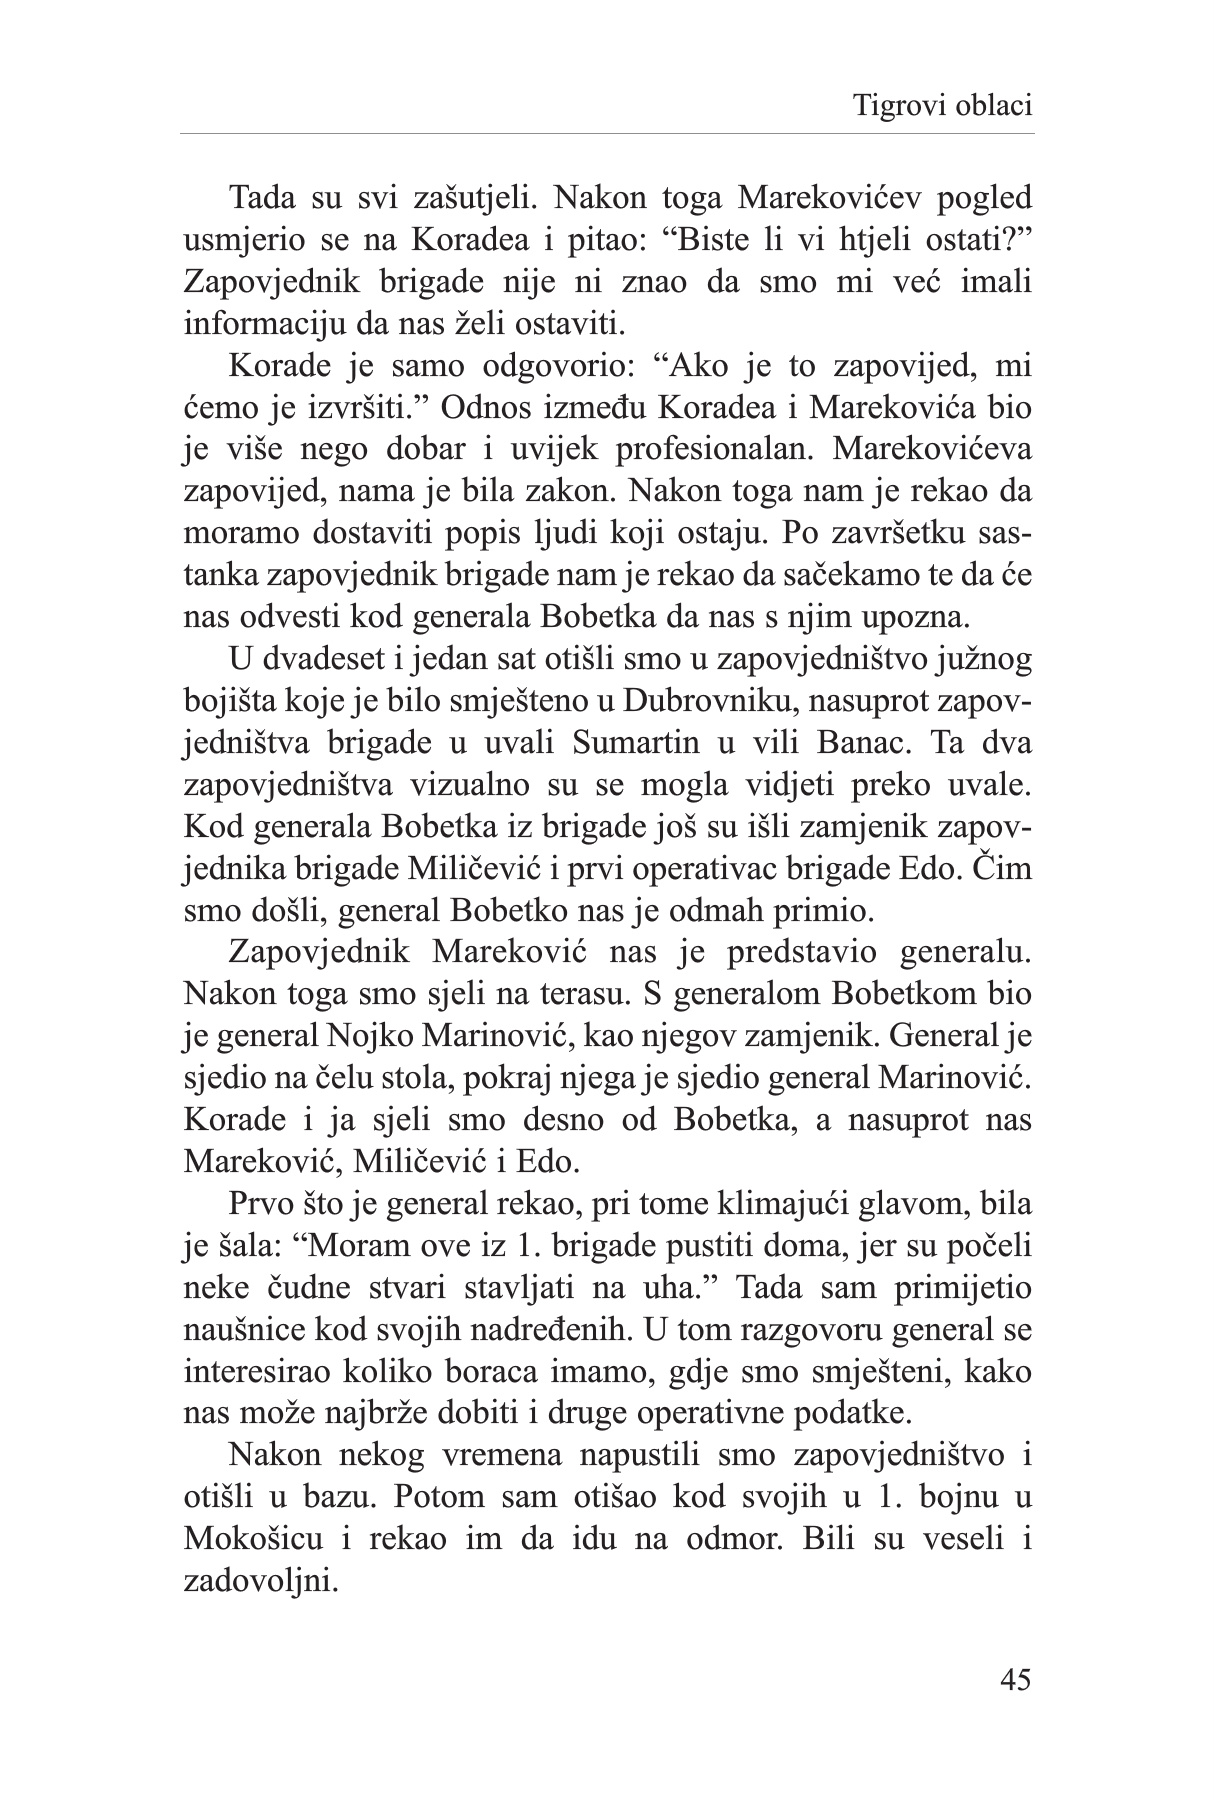 Tigrovi oblaci
Tada su svi zašutjeli. Nakon toga Marekovićev pogled
usmjerio se na Koradea i pitao: “Biste li vi htjeli ostati?”
Zapovjednik brigade nije ni znao da smo mi već imali
informaciju da nas želi ostaviti.
Korade je samo odgovorio: “Ako je to zapovijed, mi
ćemo je izvršiti.” Odnos između Koradea i Marekovića bio
je više nego dobar i uvijek profesionalan. Marekovićeva
zapovijed, nama je bila zakon. Nakon toga nam je rekao da
moramo dostaviti popis ljudi koji ostaju. Po završetku sas-
tanka zapovjednik brigade nam je rekao da sačekamo te da će
nas odvesti kod generala Bobetka da nas s njim upozna.
U dvadeset i jedan sat otišli smo u zapovjedništvo južnog
bojišta koje je bilo smješteno u Dubrovniku, nasuprot zapov-
jedništva brigade u uvali Sumartin u vili Banac. Ta dva
zapovjedništva vizualno su se mogla vidjeti preko uvale.
Kod generala Bobetka iz brigade još su išli zamjenik zapov-
jednika brigade Miličević i prvi operativac brigade Edo. Čim
smo došli, general Bobetko nas je odmah primio.
Zapovjednik Mareković nas je predstavio generalu.
Nakon toga smo sjeli na terasu. S generalom Bobetkom bio
je general Nojko Marinović, kao njegov zamjenik. General je
sjedio na čelu stola, pokraj njega je sjedio general Marinović.
Korade i ja sjeli smo desno od Bobetka, a nasuprot nas
Mareković, Miličević i Edo.
Prvo što je general rekao, pri tome klimajući glavom, bila
je šala: “Moram ove iz 1. brigade pustiti doma, jer su počeli
neke čudne stvari stavljati na uha.” Tada sam primijetio
naušnice kod svojih nadređenih. U tom razgovoru general se
interesirao koliko boraca imamo, gdje smo smješteni, kako
nas može najbrže dobiti i druge operativne podatke.
Nakon nekog vremena napustili smo zapovjedništvo i
otišli u bazu. Potom sam otišao kod svojih u 1. bojnu u
Mokošicu i rekao im da idu na odmor. Bili su veseli i
zadovoljni.
45